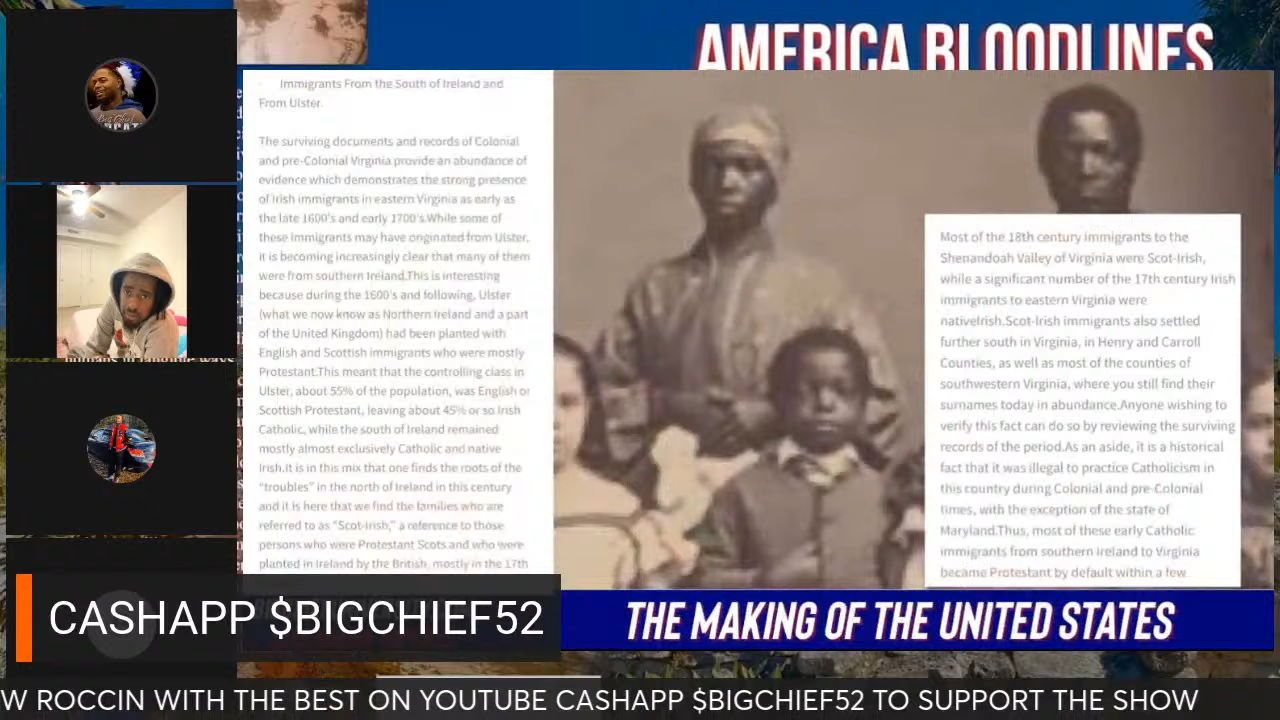 AMERICA BLOODLINES
Immigrants From the South of Ireland and
From Ulster.
The surviving documents and records of Colonial
and pre-Colonial Virginia provide an abundance of
evidence which demonstrates the strong presence
of Irish immigrants in eastern Virginia as early as
the late 1600's and early 1700's.While some of
these immigrants may have originated from Ulster,
it is becoming increasingly clear that many of them
were from southern Ireland.This is interesting
because during the 1600's and following, Ulster
(what we now know as Northern Ireland and a part
of the United Kingdom) had been planted with
English and Scottish immigrants who were mostly
Protestant.This meant that the controlling class in
Ulster, about 55% of the population, was English or
Scottish Protestant, leaving about 45% or so Irish
Catholic, while the south of Ireland remained
mostly almost exclusively Catholic and native
Irish.It is in this mix that one finds the roots of the
"troubles" in the north of Ireland in this century
and it is here that we find the families who are
referred to as "Scot-Irish," a reference to those
persons who were Protestant Scots and who were
planted in Ireland by the British, mostly in the 17th
Most of the 18th century immigrants to the
Shenandoah Valley of Virginia were Scot-Irish,
while a significant number of the 17th century Irish
immigrants to eastern Virginia were
nativeIrish.Scot-Irish immigrants also settled
further south in Virginia, in Henry and Carroll
Counties, as well as most of the counties of
southwestern Virginia, where you still find their
surnames today in abundance.Anyone wishing to
verify this fact can do so by reviewing the surviving
records of the period.As an aside, it is a historical
fact that it was illegal to practice Catholicism in
this country during Colonial and pre-Colonial
times, with the exception of the state of
Maryland.Thus, most of these early Catholic
immigrants from southern Ireland to Virginia
became Protestant by default within a few
CASHAPP $BIGCHIEF52
THE MAKING OF THE UNITED STATES
W ROCCIN WITH THE BEST ON YOUTUBE CASHAPP $BIGCHIEF52 TO SUPPORT THE SHOW